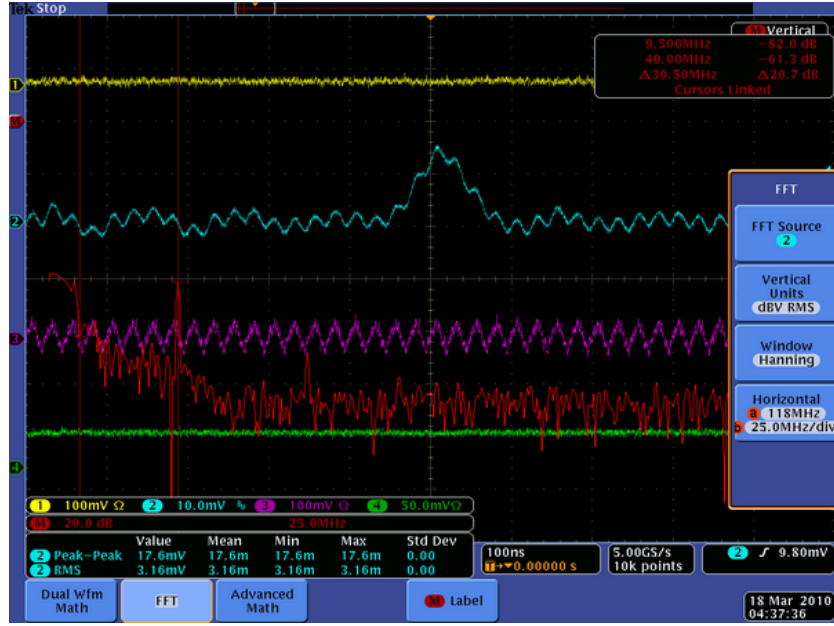 Tek Stop
M Vertical
9.500MHz −82.0 dB
40.00MHz −61.3 dB
Δ30.50MHz Δ20.7 dB
Cursors Linked
1
M
2
3
4
FFT
FFT Source
2
Vertical
Units
dBV RMS
Window
Hanning
Horizontal
a 118MHz
b 25.0MHz/div
1 100mV Ω 2 10.0mV 3 100mV Ω 4 50.0mVΩ
M 20.0 dB 25.0MHz
Value Mean Min Max Std Dev
2 Peak−Peak 17.6mV 17.6m 17.6m 17.6m 0.00
2 RMS 3.16mV 3.16m 3.16m 3.16m 0.00
100ns
T→▼0.00000 s
5.00GS/s
10k points
2 ʃ 9.80mV
Dual Wfm
Math
FFT
Advanced
Math
M Label
18 Mar 2010
04:37:36